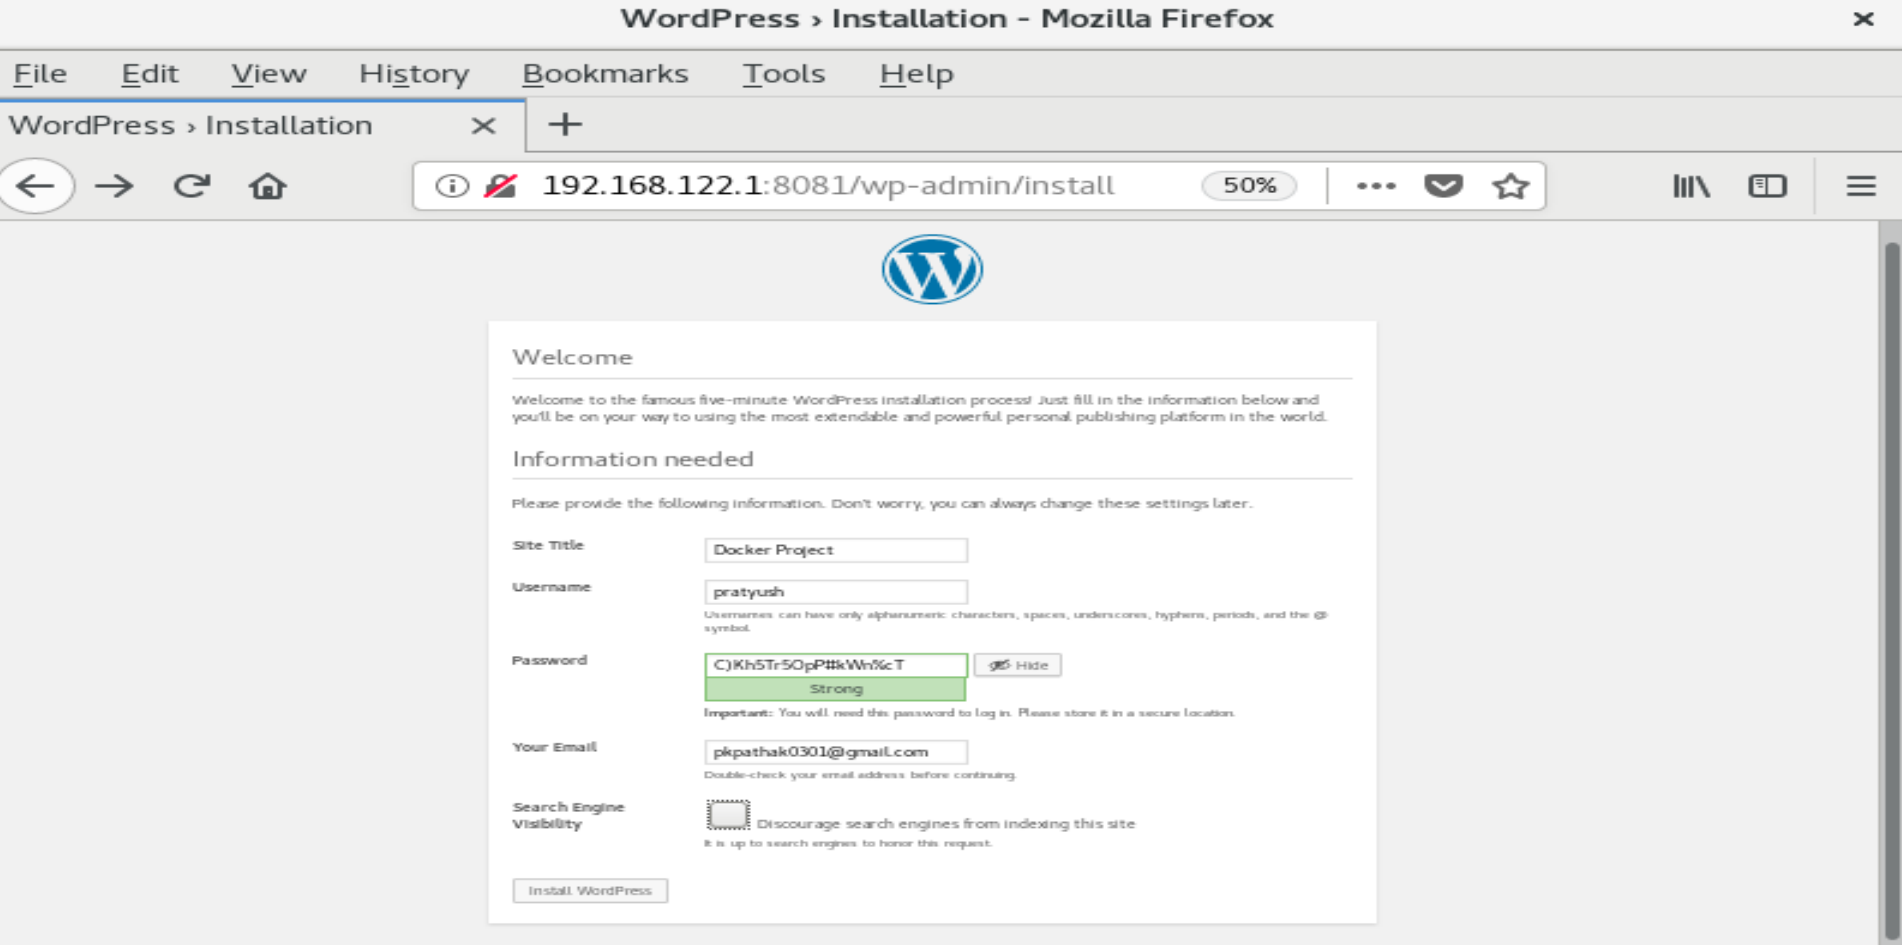 WordPress › Installation - Mozilla Firefox
File Edit View History Bookmarks Tools Help
WordPress › Installation
192.168.122.1:8081/wp-admin/install 50%
Welcome
Welcome to the famous five-minute WordPress installation process! Just fill in the information below and
you'll be on your way to using the most extendable and powerful personal publishing platform in the world.
Information needed
Please provide the following information. Don't worry, you can always change these settings later.
Site Title Docker Project
Username pratyush
Usernames can have only alphanumeric characters, spaces, underscores, hyphens, periods, and the @
symbol.
Password C)Kh5Tr5OpP#kWn%cT Hide
Strong
Important: You will need this password to log in. Please store it in a secure location.
Your Email pkpathak0301@gmail.com
Double-check your email address before continuing.
Search Engine
Visibility Discourage search engines from indexing this site
It is up to search engines to honor this request.
Install WordPress